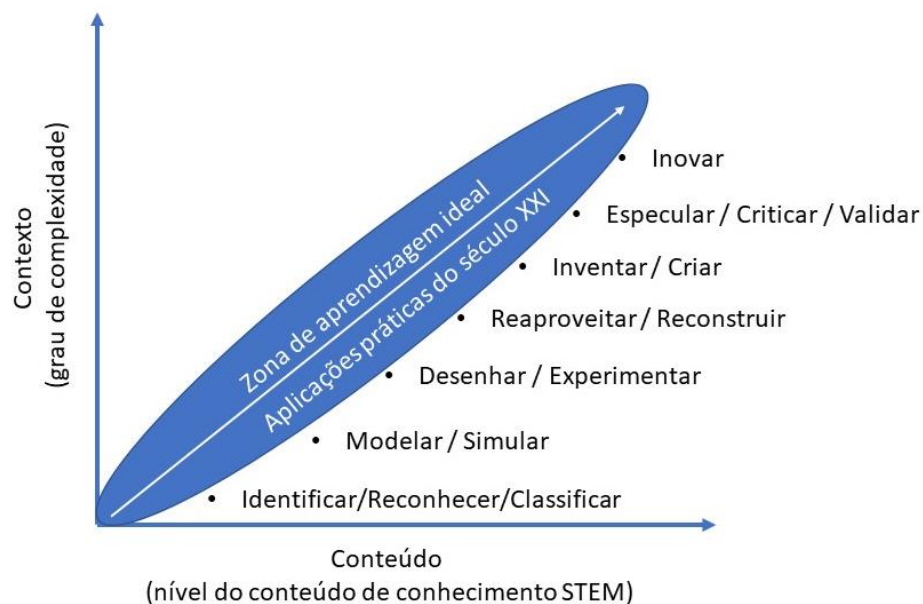 Contexto
(grau de complexidade)
Zona de aprendizagem ideal
Aplicações práticas do século XXI
• Inovar
• Especular / Criticar / Validar
• Inventar / Criar
• Reaproveitar / Reconstruir
• Desenhar / Experimentar
• Modelar / Simular
• Identificar/Reconhecer/Classificar
Conteúdo
(nível do conteúdo de conhecimento STEM)